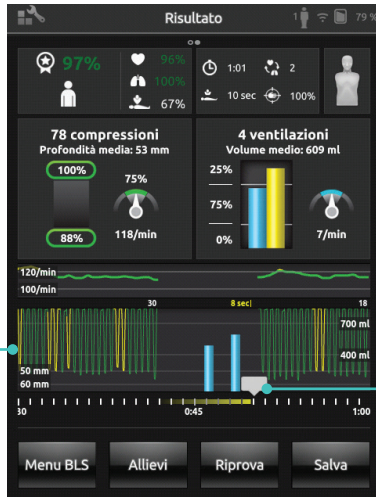 Risultato
1 79 %
97%
96%
100%
67%
1:01 2
10 sec 100%
78 compressioni
Profondità media: 53 mm
100%
75%
88%
118/min
4 ventilazioni
Volume medio: 609 ml
25%
75%
0%
7/min
120/min
100/min
30 8 sec 18
700 ml
400 ml
50 mm
60 mm
30 0:45 1:00
Menu BLS Allievi Riprova Salva